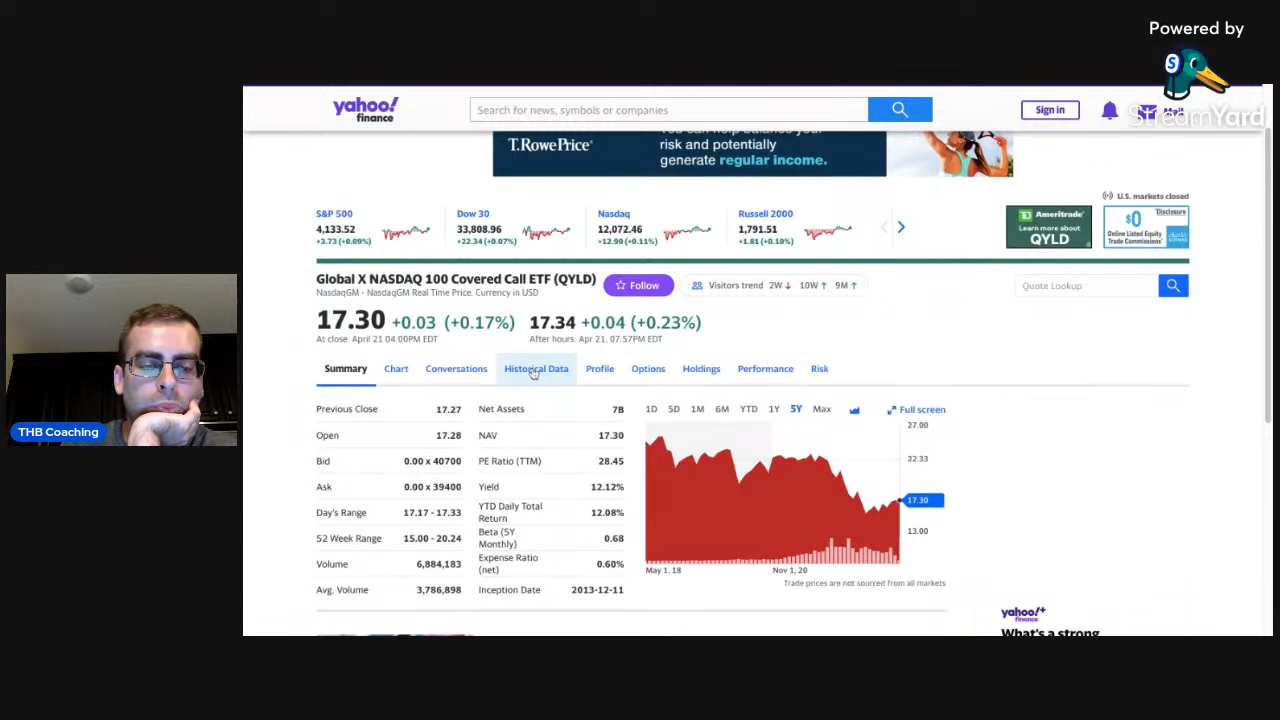 Powered by
S
StreamYard
yahoo!
finance
Search for news, symbols or companies
Sign in
Mail
T.RowePrice®
You can help balance your
risk and potentially
generate regular income.
U.S. markets closed
S&P 500
4,133.52
+3.73 (+0.09%)
Dow 30
33,808.96
+22.34 (+0.07%)
Nasdaq
12,072.46
+12.90 (+0.11%)
Russell 2000
1,791.51
+1.81 (+0.10%)
TD Ameritrade
Learn more about
QYLD
Disclosure
$0
Online Listed Equity
Trade Commissions*
charles
SCHWAB
Global X NASDAQ 100 Covered Call ETF (QYLD)
Follow
Visitors trend 2W ↓ 10W ↑ 9M ↑
Quote Lookup
NasdaqGM - NasdaqGM Real Time Price. Currency in USD
17.30 +0.03 (+0.17%)
At close: April 21 04:00PM EDT
17.34 +0.04 (+0.23%)
After hours: Apr 21, 07:57PM EDT
Summary Chart Conversations Historical Data Profile Options Holdings Performance Risk
Previous Close 17.27
Open 17.28
Bid 0.00 x 40700
Ask 0.00 x 39400
Day's Range 17.17 - 17.33
52 Week Range 15.00 - 20.24
Volume 6,884,183
Avg. Volume 3,786,898
Net Assets 7B
NAV 17.30
PE Ratio (TTM) 28.45
Yield 12.12%
YTD Daily Total
Return 12.08%
Beta (5Y
Monthly) 0.68
Expense Ratio
(net) 0.60%
Inception Date 2013-12-11
1D 5D 1M 6M YTD 1Y 5Y Max
Full screen
27.00
22.33
17.30
13.00
May 1, 18
Nov 1, 20
Trade prices are not sourced from all markets
yahoo!+
finance
What's a strong
THB Coaching